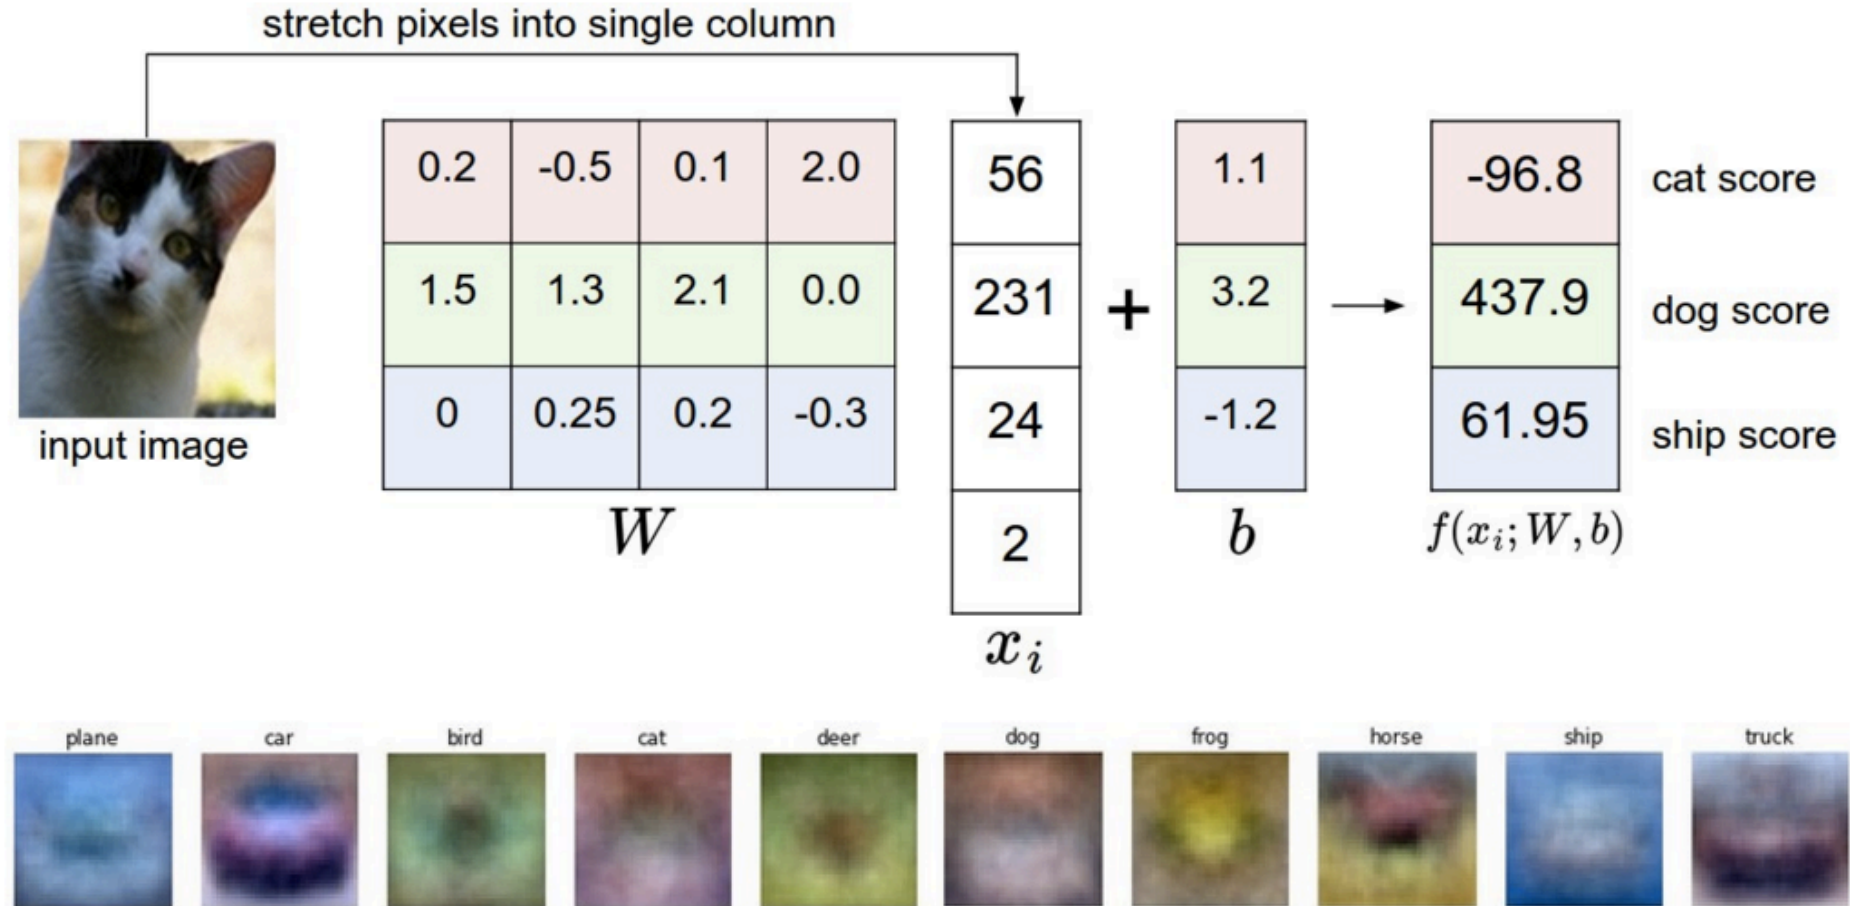 stretch pixels into single column
0.2 -0.5 0.1 2.0
1.5 1.3 2.1 0.0
0 0.25 0.2 -0.3
W
56
231
24
2
x_i
+
1.1
3.2
-1.2
b
-96.8 cat score
437.9 dog score
61.95 ship score
f(x_i; W, b)
input image
plane car bird cat deer dog frog horse ship truck